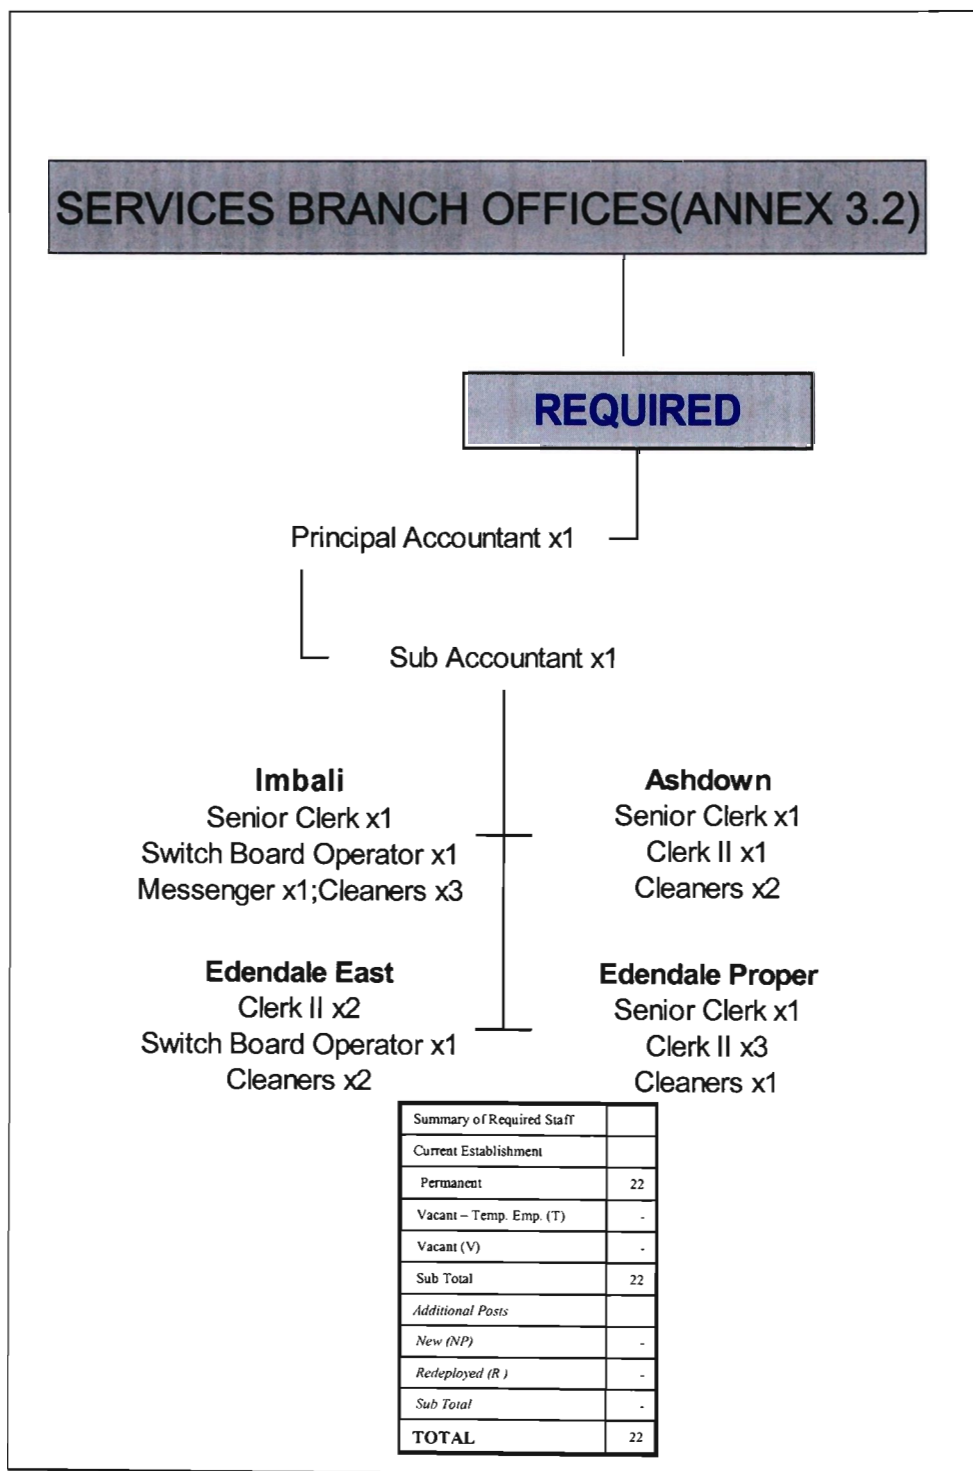 SERVICES BRANCH OFFICES(ANNEX 3.2)
REQUIRED
Principal Accountant x1
Sub Accountant x1
Imbali
Senior Clerk x1
Switch Board Operator x1
Messenger x1;Cleaners x3
Ashdown
Senior Clerk x1
Clerk II x1
Cleaners x2
Edendale East
Clerk II x2
Switch Board Operator x1
Cleaners x2
Edendale Proper
Senior Clerk x1
Clerk II x3
Cleaners x1
Summary of Required Staff
Current Establishment
Permanent 22
Vacant – Temp. Emp. (T) -
Vacant (V) -
Sub Total 22
Additional Posts
New (NP) -
Redeployed (R ) -
Sub Total -
TOTAL 22